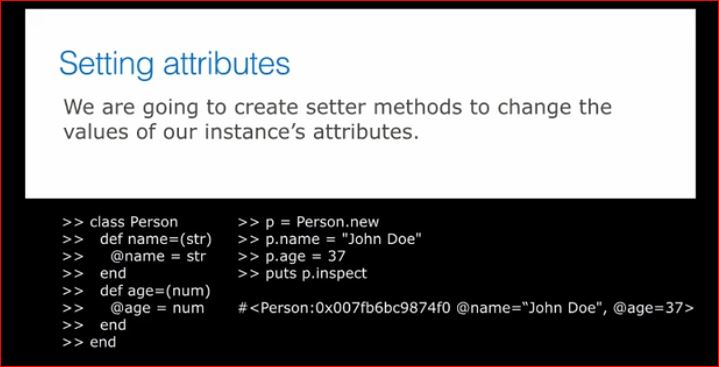 Setting attributes
We are going to create setter methods to change the
values of our instance’s attributes.
>> class Person
>>   def name=(str)
>>     @name = str
>>   end
>>   def age=(num)
>>     @age = num
>>   end
>> end
>> p = Person.new
>> p.name = "John Doe"
>> p.age = 37
>> puts p.inspect
#<Person:0x007fb6bc9874f0 @name=“John Doe", @age=37>